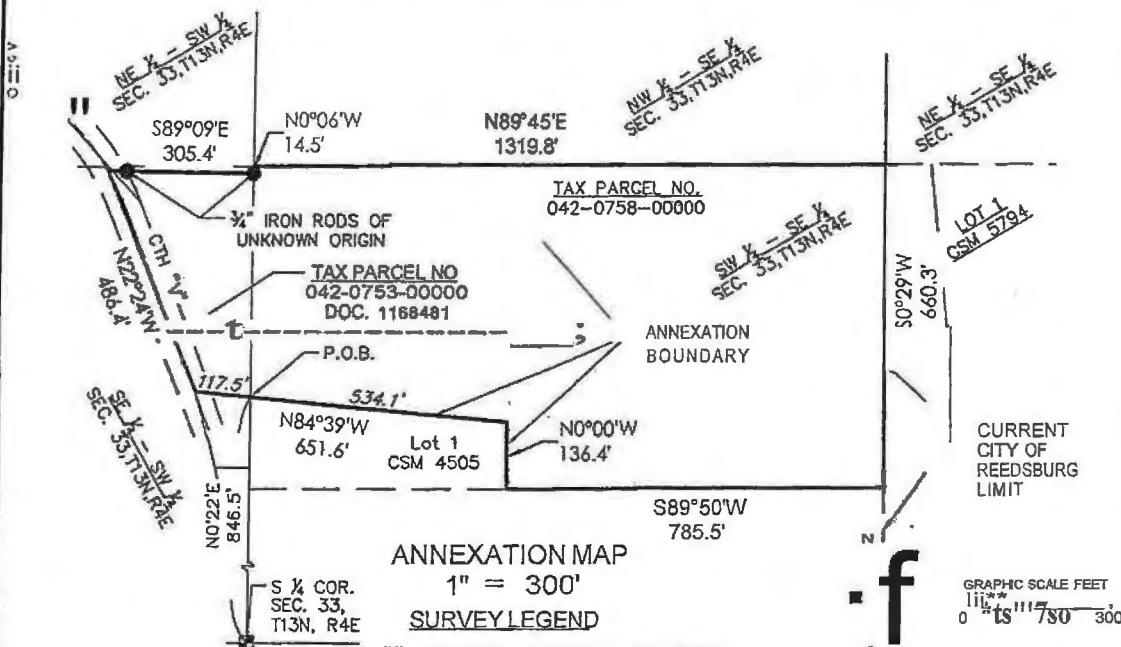 NE ¼ - SW ¼
SEC. 33,T13N,R4E
NW ¼ - SE ¼
SEC. 33,T13N,R4E
NE ¼ - SE ¼
SEC. 33,T13N,R4E
S89°09'E
305.4'
N0°06'W
14.5'
N89°45'E
1319.8'
TAX PARCEL NO.
042-0758-00000
LOT 1
CSM 5794
¾" IRON RODS OF
UNKNOWN ORIGIN
CTH "V"
N22°24'W
486.4'
TAX PARCEL NO
042-0753-00000
DOC. 1168481
SW ¼ - SE ¼
SEC. 33,T13N,R4E
S0°29'W
660.3'
t
ANNEXATION
BOUNDARY
P.O.B.
117.5'
534.1'
N84°39'W
651.6'
Lot 1
CSM 4505
N0°00'W
136.4'
SE ¼ - SW ¼
SEC. 33,T13N,R4E
CURRENT
CITY OF
REEDSBURG
LIMIT
N0°22'E
846.5'
S89°50'W
785.5'
N
ANNEXATION MAP
1" = 300'
SURVEY LEGEND
S ¼ COR.
SEC. 33,
T13N, R4E
f
GRAPHIC SCALE FEET
0 300